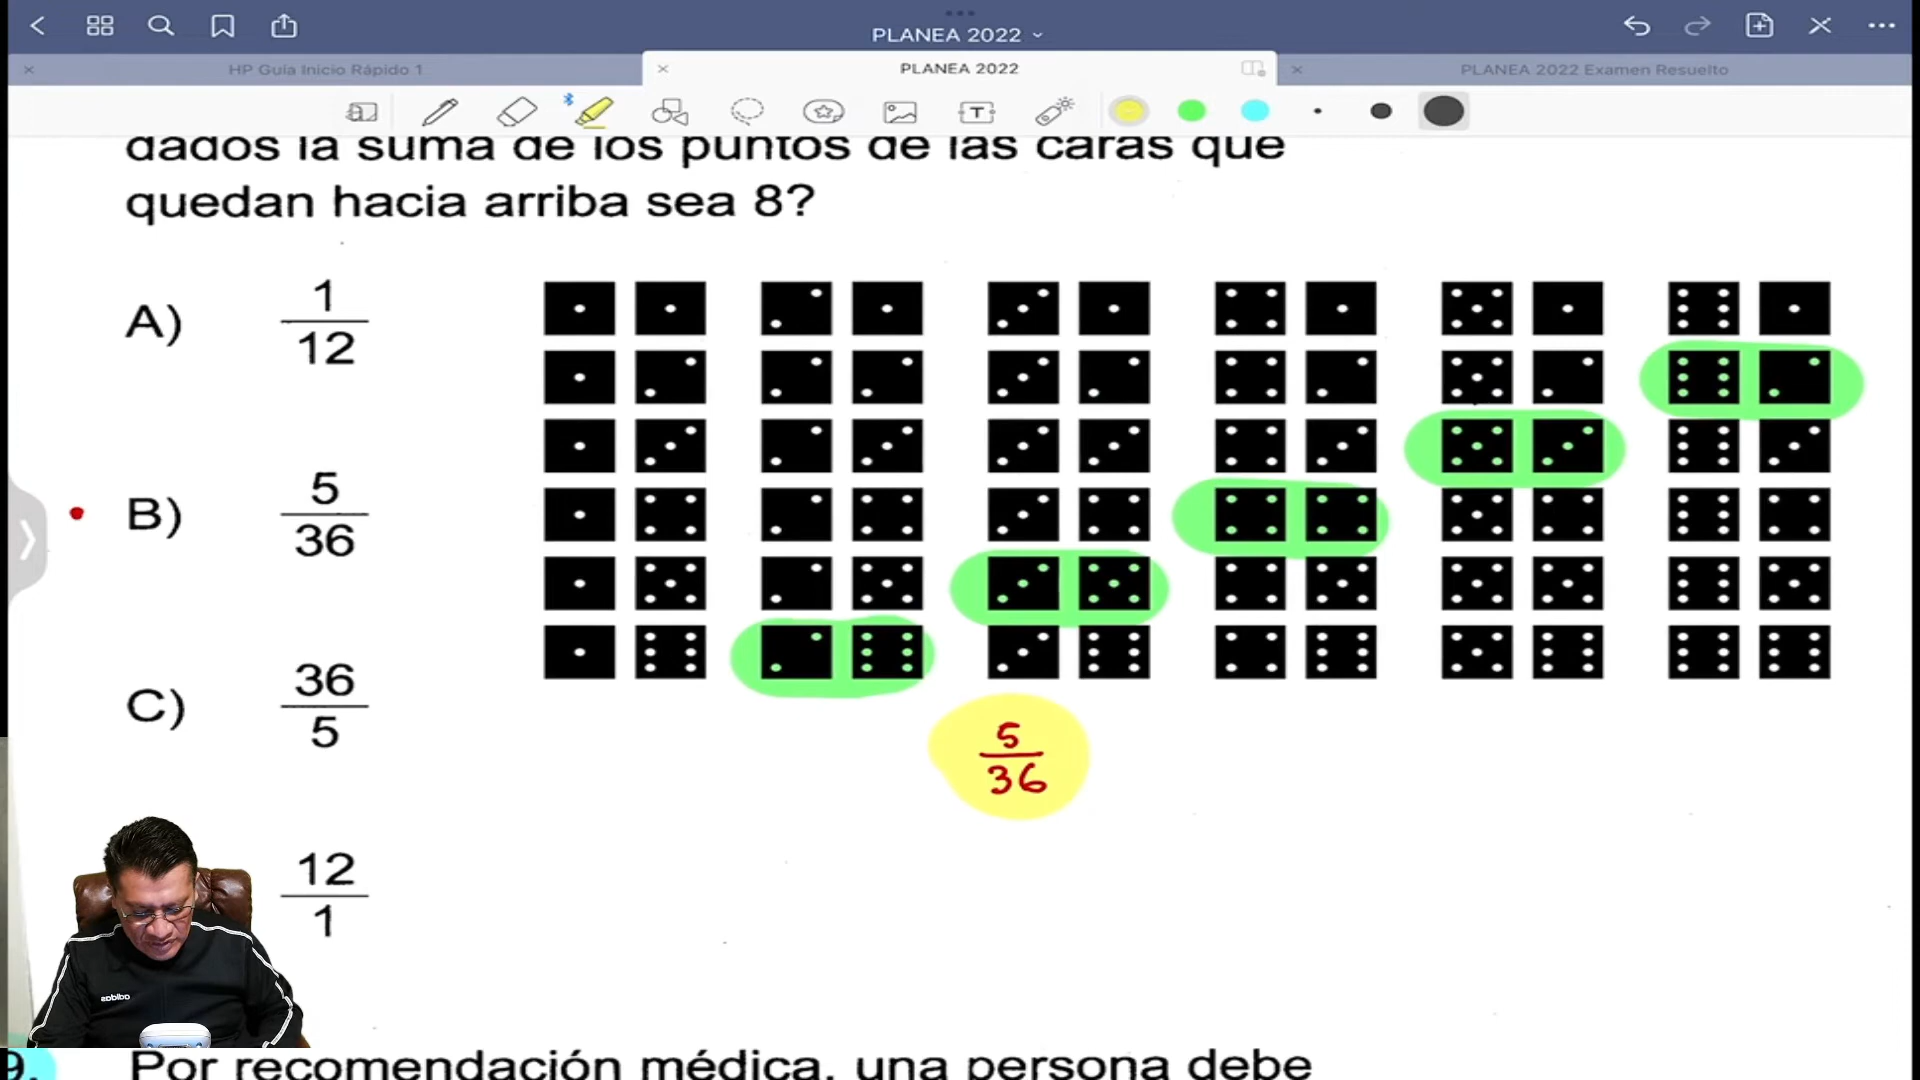 PLANEA 2022
HP Guía Inicio Rápido 1
PLANEA 2022
PLANEA 2022 Examen Resuelto
T
dados la suma de los puntos de las caras que
quedan hacia arriba sea 8?
A) 1/12
B) 5/36
C) 36/5
12/1
5/36
adidas
9. Por recomendación médica, una persona debe